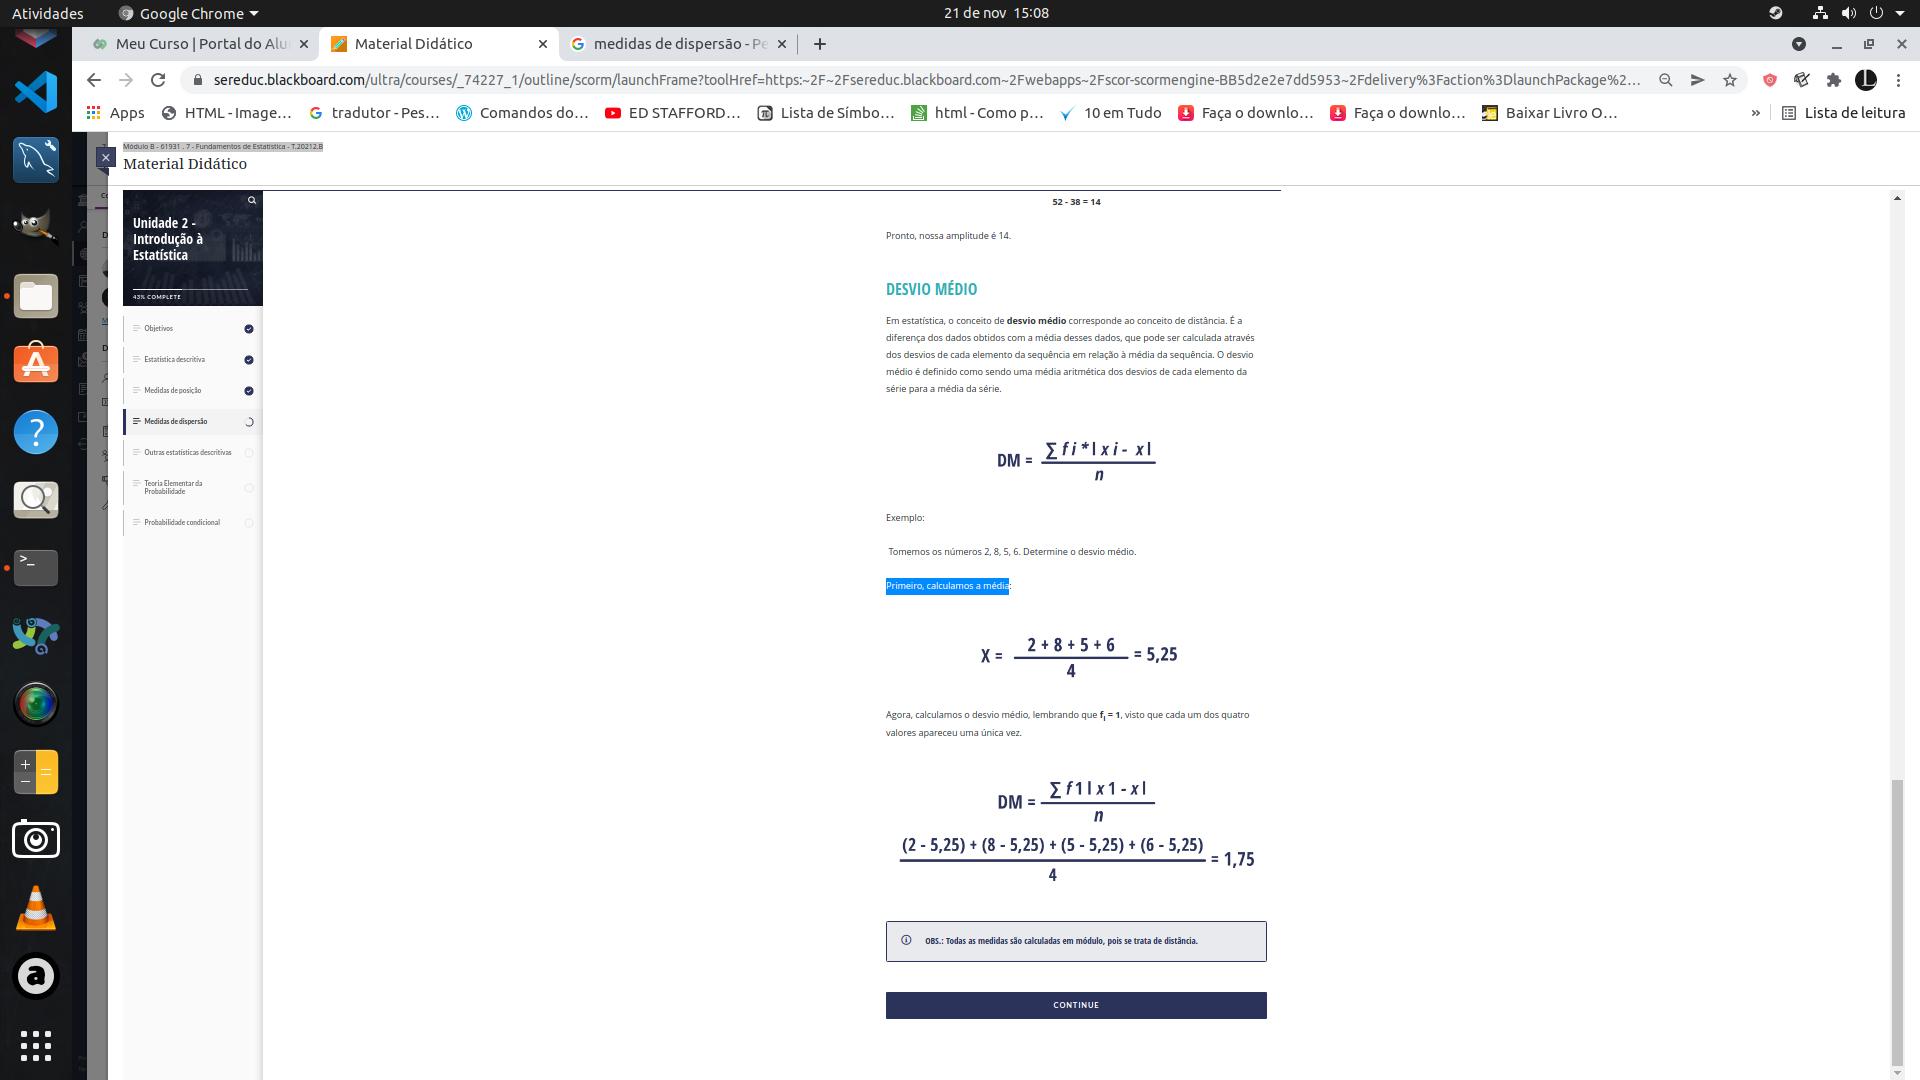 Atividades
Google Chrome
21 de nov 15:08
Meu Curso | Portal do Alu
Material Didático
medidas de dispersão - Pe
sereduc.blackboard.com/ultra/courses/_74227_1/outline/scorm/launchFrame?toolHref=https:~2F~2Fsereduc.blackboard.com~2Fwebapps~2Fscor-scormengine-BB5d2e2e7dd5953~2Fdelivery%3Faction%3DlaunchPackage%2...
Apps
HTML - Image...
tradutor - Pes...
Comandos do...
ED STAFFORD...
Lista de Símbo...
html - Como p...
10 em Tudo
Faça o downlo...
Faça o downlo...
Baixar Livro O...
»
Lista de leitura
Módulo B - 61931 . 7 - Fundamentos de Estatística - T.20212.B
Material Didático
Unidade 2 -
Introdução à
Estatística
43% COMPLETE
Objetivos
Estatística descritiva
Medidas de posição
Medidas de dispersão
Outras estatísticas descritivas
Teoria Elementar da
Probabilidade
Probabilidade condicional
52 - 38 = 14
Pronto, nossa amplitude é 14.
DESVIO MÉDIO
Em estatística, o conceito de desvio médio corresponde ao conceito de distância. É a
diferença dos dados obtidos com a média desses dados, que pode ser calculada através
dos desvios de cada elemento da sequência em relação à média da sequência. O desvio
médio é definido como sendo uma média aritmética dos desvios de cada elemento da
série para a média da série.
∑ f i * | x i - x |
DM =
n
Exemplo:
Tomemos os números 2, 8, 5, 6. Determine o desvio médio.
Primeiro, calculamos a média:
2 + 8 + 5 + 6
X = = 5,25
4
Agora, calculamos o desvio médio, lembrando que fi = 1, visto que cada um dos quatro
valores apareceu uma única vez.
∑ f 1 | x 1 - x |
DM =
n
(2 - 5,25) + (8 - 5,25) + (5 - 5,25) + (6 - 5,25)
= 1,75
4
OBS.: Todas as medidas são calculadas em módulo, pois se trata de distância.
CONTINUE